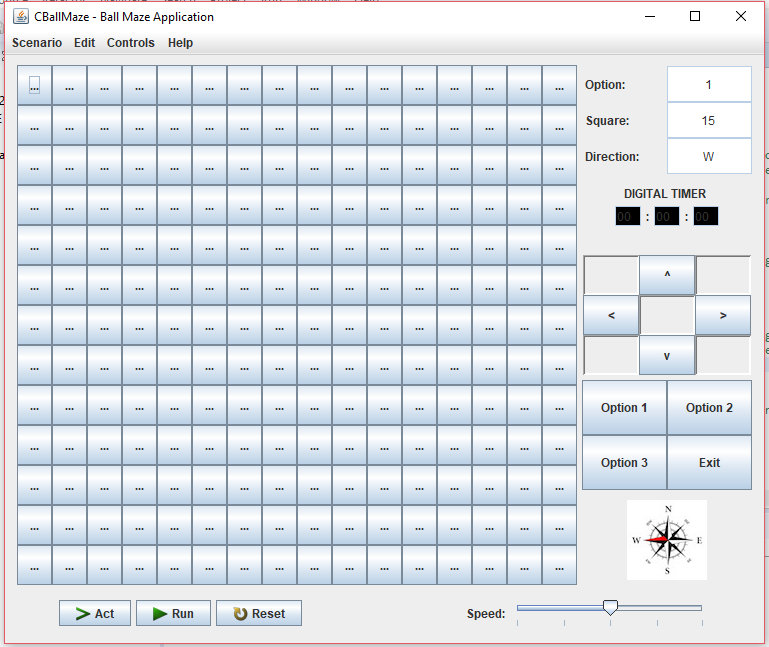 CBallMaze - Ball Maze Application
Scenario Edit Controls Help
... ... ... ... ... ... ... ... ... ... ... ... ... ... ... ...
... ... ... ... ... ... ... ... ... ... ... ... ... ... ... ...
... ... ... ... ... ... ... ... ... ... ... ... ... ... ... ...
... ... ... ... ... ... ... ... ... ... ... ... ... ... ... ...
... ... ... ... ... ... ... ... ... ... ... ... ... ... ... ...
... ... ... ... ... ... ... ... ... ... ... ... ... ... ... ...
... ... ... ... ... ... ... ... ... ... ... ... ... ... ... ...
... ... ... ... ... ... ... ... ... ... ... ... ... ... ... ...
... ... ... ... ... ... ... ... ... ... ... ... ... ... ... ...
... ... ... ... ... ... ... ... ... ... ... ... ... ... ... ...
... ... ... ... ... ... ... ... ... ... ... ... ... ... ... ...
... ... ... ... ... ... ... ... ... ... ... ... ... ... ... ...
... ... ... ... ... ... ... ... ... ... ... ... ... ... ... ...
Option: 1
Square: 15
Direction: W
DIGITAL TIMER
00 : 00 : 00
^
< >
v
Option 1 Option 2
Option 3 Exit
N
W E
S
Act Run Reset Speed: